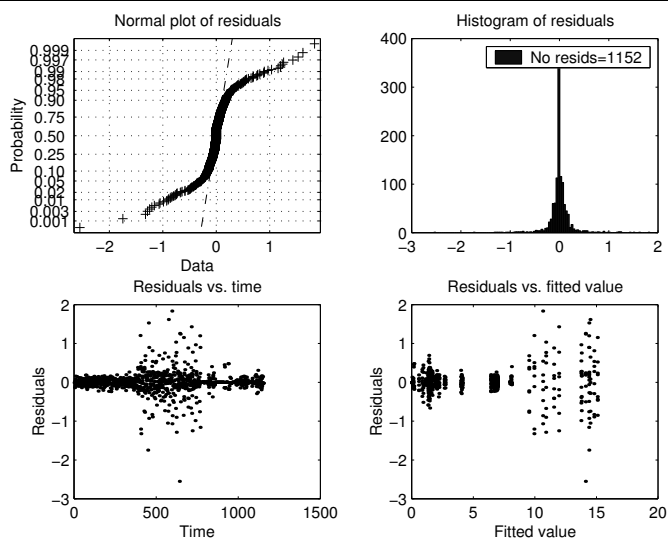 Normal plot of residuals
0.999
0.997
0.99
0.98
0.95
0.90
0.75
0.50
0.25
0.10
0.05
0.02
0.01
0.003
0.001
Probability
−2 −1 0 1
Data
Histogram of residuals
No resids=1152
400
300
200
100
0
−3 −2 −1 0 1 2
Residuals vs. time
2
1
0
−1
−2
−3
Residuals
0 500 1000 1500
Time
Residuals vs. fitted value
2
1
0
−1
−2
−3
Residuals
0 5 10 15 20
Fitted value